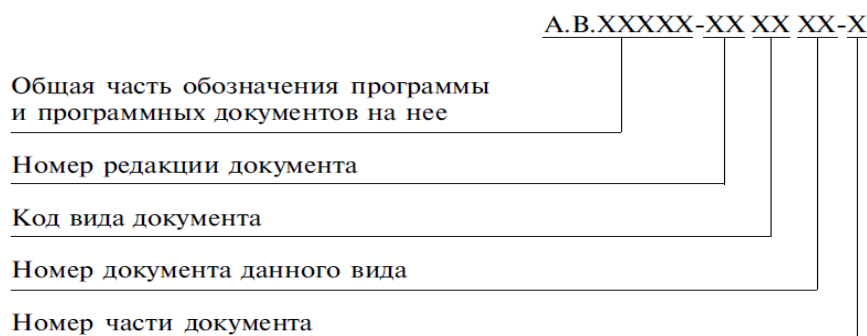 А.В.ХХХХХ-ХХ ХХ ХХ-Х
Общая часть обозначения программы
и программных документов на нее
Номер редакции документа
Код вида документа
Номер документа данного вида
Номер части документа